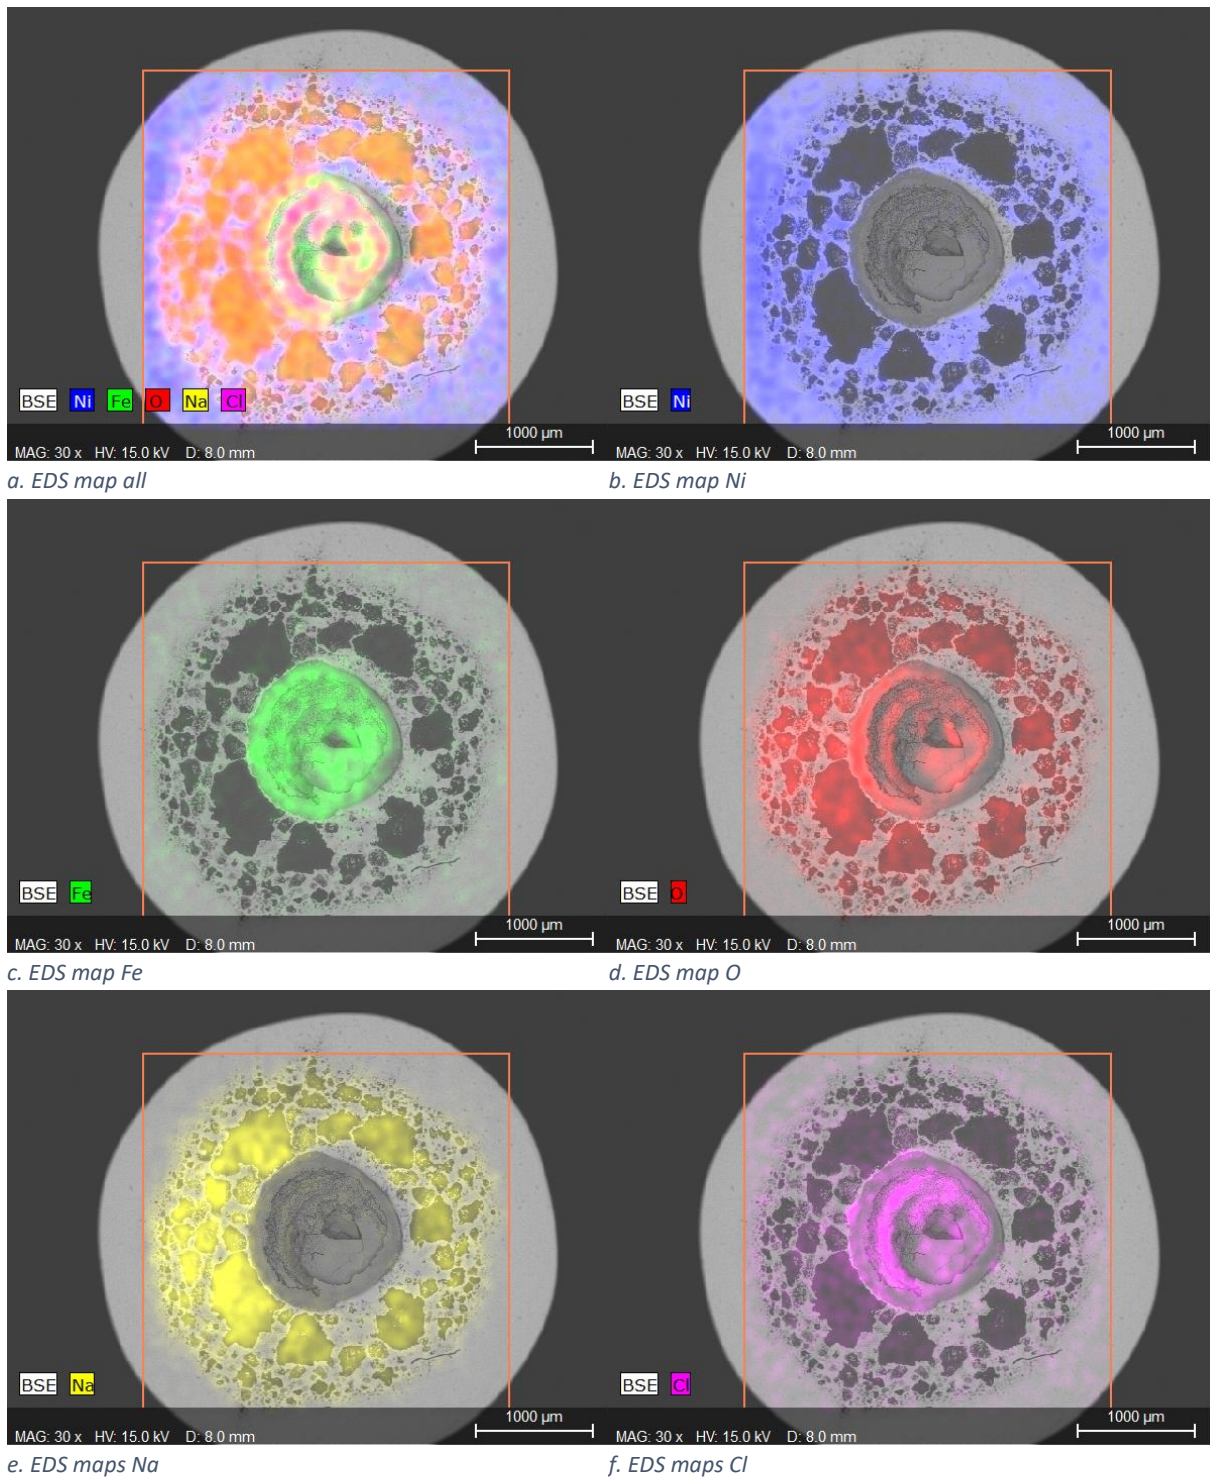 BSE Ni Fe O Na Cl
1000 µm
MAG: 30 x HV: 15.0 kV D: 8.0 mm
a. EDS map all
BSE Ni
1000 µm
MAG: 30 x HV: 15.0 kV D: 8.0 mm
b. EDS map Ni
BSE Fe
1000 µm
MAG: 30 x HV: 15.0 kV D: 8.0 mm
c. EDS map Fe
BSE O
1000 µm
MAG: 30 x HV: 15.0 kV D: 8.0 mm
d. EDS map O
BSE Na
1000 µm
MAG: 30 x HV: 15.0 kV D: 8.0 mm
e. EDS maps Na
BSE Cl
1000 µm
MAG: 30 x HV: 15.0 kV D: 8.0 mm
f. EDS maps Cl